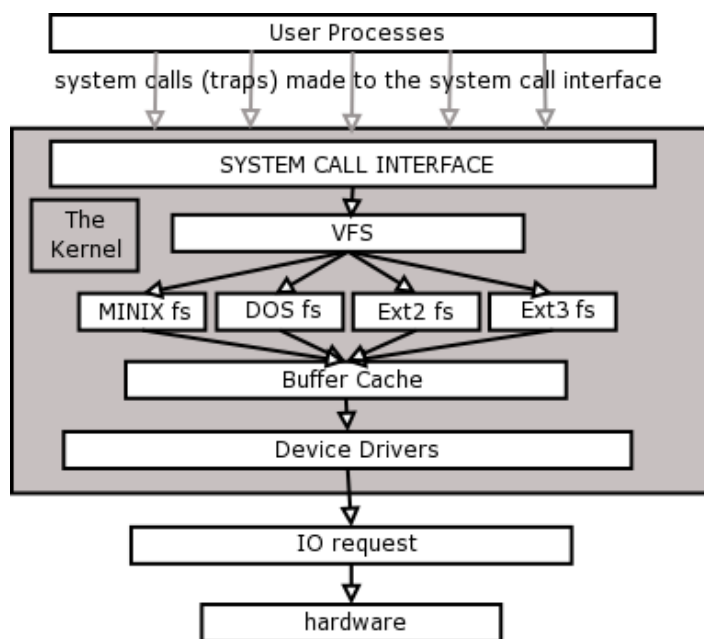 User Processes
system calls (traps) made to the system call interface
SYSTEM CALL INTERFACE
The
Kernel
VFS
MINIX fs
DOS fs
Ext2 fs
Ext3 fs
Buffer Cache
Device Drivers
IO request
hardware